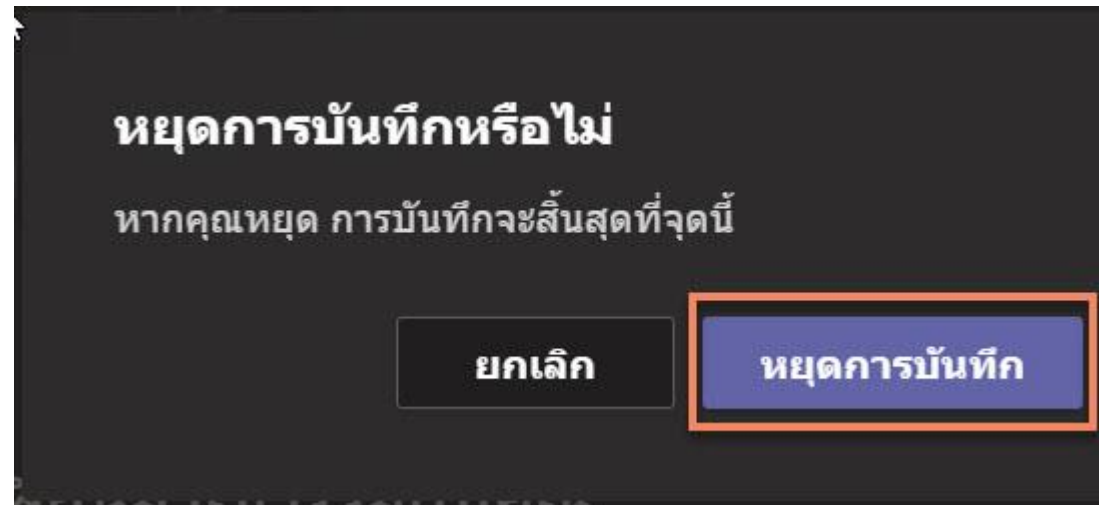 หยุดการบันทึกหรือไม่
หากคุณหยุด การบันทึกจะสิ้นสุดที่จุดนี้
ยกเลิก
หยุดการบันทึก